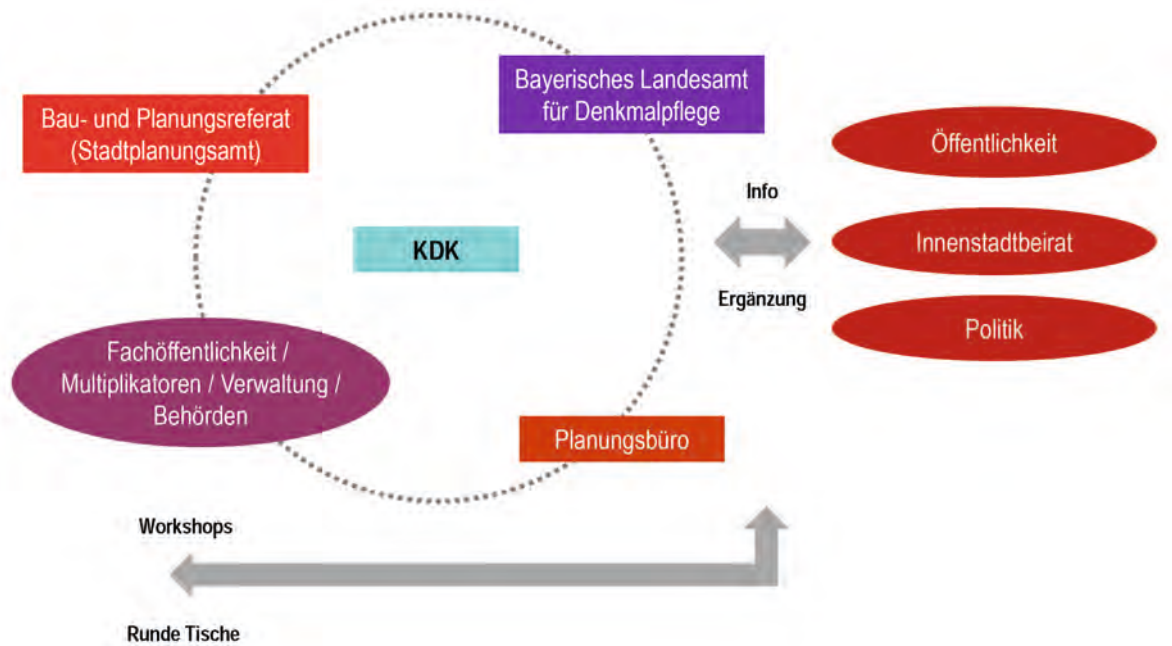 Bau- und Planungsreferat
(Stadtplanungsamt)
Bayerisches Landesamt
für Denkmalpflege
KDK
Fachöffentlichkeit /
Multiplikatoren / Verwaltung /
Behörden
Planungsbüro
Info
Ergänzung
Öffentlichkeit
Innenstadtbeirat
Politik
Workshops
Runde Tische